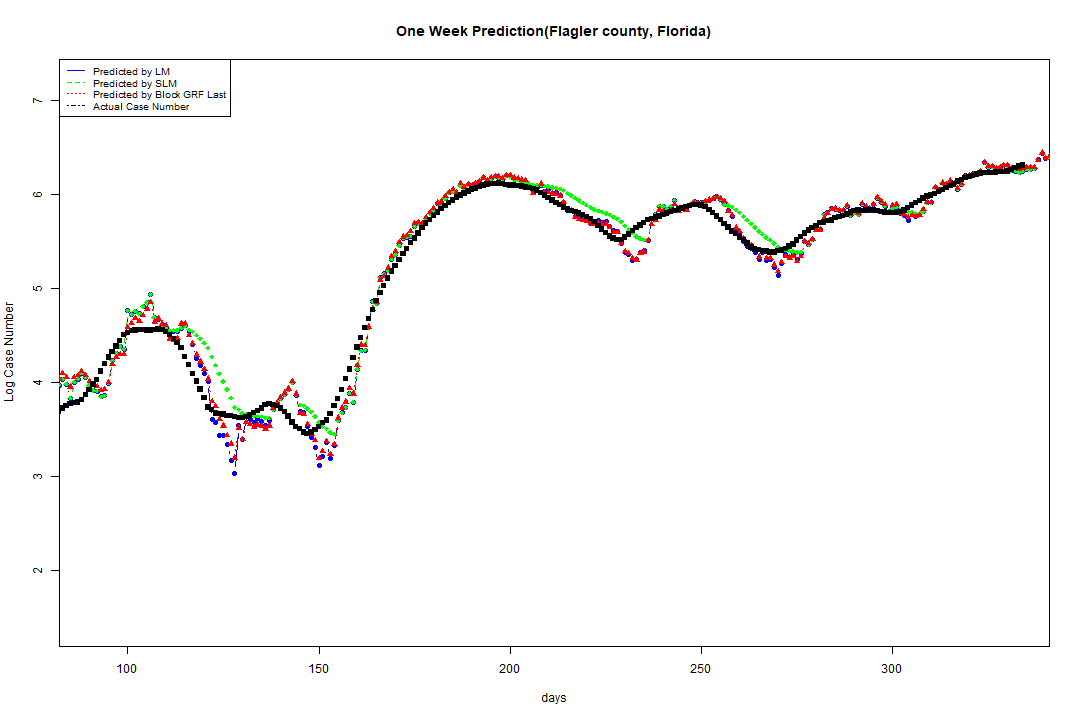 One Week Prediction(Flagler county, Florida)
Predicted by LM
Predicted by SLM
Predicted by Block GRF Last
Actual Case Number
7
6
5
4
3
2
Log Case Number
100 150 200 250 300
days